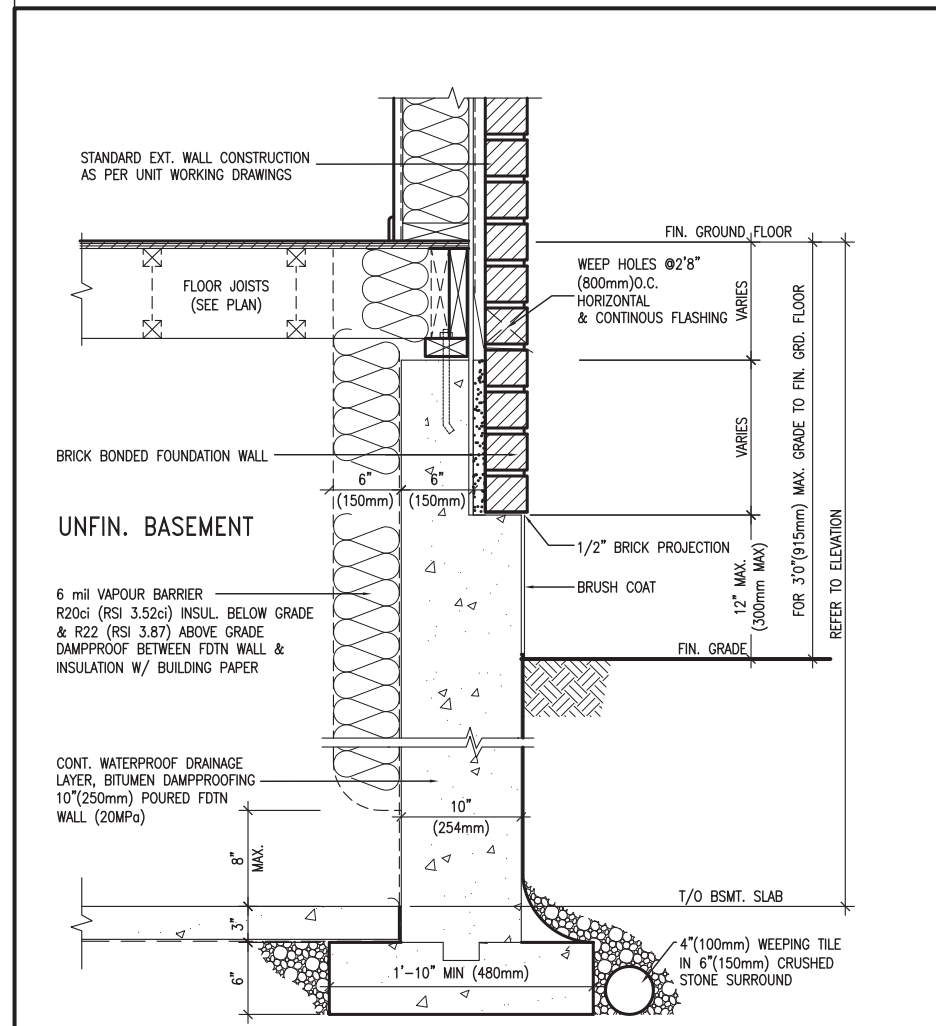 STANDARD EXT. WALL CONSTRUCTION
AS PER UNIT WORKING DRAWINGS
FIN. GROUND FLOOR
WEEP HOLES @2'8"
(800mm)O.C.
HORIZONTAL
& CONTINOUS FLASHING
FLOOR JOISTS
(SEE PLAN)
VARIES
VARIES
FOR 3'0"(915mm) MAX. GRADE TO FIN. GRD. FLOOR
REFER TO ELEVATION
BRICK BONDED FOUNDATION WALL
6"
(150mm)
6"
(150mm)
UNFIN. BASEMENT
1/2" BRICK PROJECTION
BRUSH COAT
12" MAX.
(300mm MAX)
6 mil VAPOUR BARRIER
R20ci (RSI 3.52ci) INSUL. BELOW GRADE
& R22 (RSI 3.87) ABOVE GRADE
DAMPPROOF BETWEEN FDTN WALL &
INSULATION W/ BUILDING PAPER
FIN. GRADE
CONT. WATERPROOF DRAINAGE
LAYER, BITUMEN DAMPPROOFING
10"(250mm) POURED FDTN
WALL (20MPa)
10"
(254mm)
8"
MAX.
T/O BSMT. SLAB
3"
6"
1'-10" MIN (480mm)
4"(100mm) WEEPING TILE
IN 6"(150mm) CRUSHED
STONE SURROUND